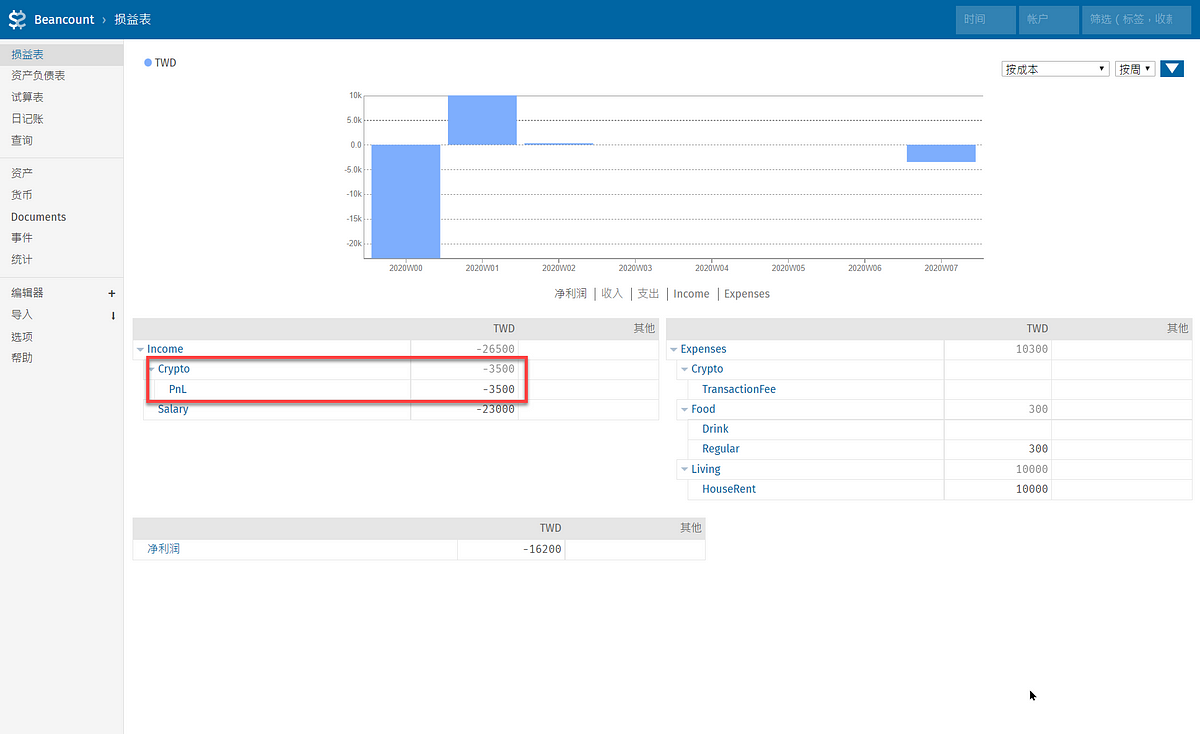 Beancount › 损益表
时间 帐户 筛选 ( 标签，收款
损益表
资产负债表
试算表
日记账
查询
资产
货币
Documents
事件
统计
编辑器 +
导入
选项
帮助
TWD
按成本 按周
10k
5.0k
0.0
-5.0k
-10k
-15k
-20k
2020W00 2020W01 2020W02 2020W03 2020W04 2020W05 2020W06 2020W07
净利润 | 收入 | 支出 | Income | Expenses
TWD 其他
Income -26500
Crypto -3500
PnL -3500
Salary -23000
TWD 其他
Expenses 10300
Crypto
TransactionFee
Food 300
Drink
Regular 300
Living 10000
HouseRent 10000
TWD 其他
净利润 -16200